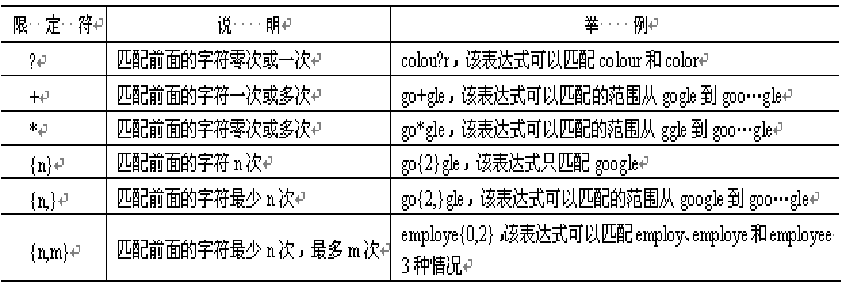 限 定 符 说 明 举 例
? 匹配前面的字符零次或一次 colou?r，该表达式可以匹配 colour 和 color
+ 匹配前面的字符一次或多次 go+gle，该表达式可以匹配的范围从 gogle 到 goo…gle
* 匹配前面的字符零次或多次 go*gle，该表达式可以匹配的范围从 ggle 到 goo…gle
{n} 匹配前面的字符 n 次 go{2}gle，该表达式只匹配 google
{n,} 匹配前面的字符最少 n 次 go{2,}gle，该表达式可以匹配的范围从 google 到 goo…gle
{n,m} 匹配前面的字符最少 n 次，最多 m 次 employe{0,2}，该表达式可以匹配 employ、employe 和 employee
3 种情况